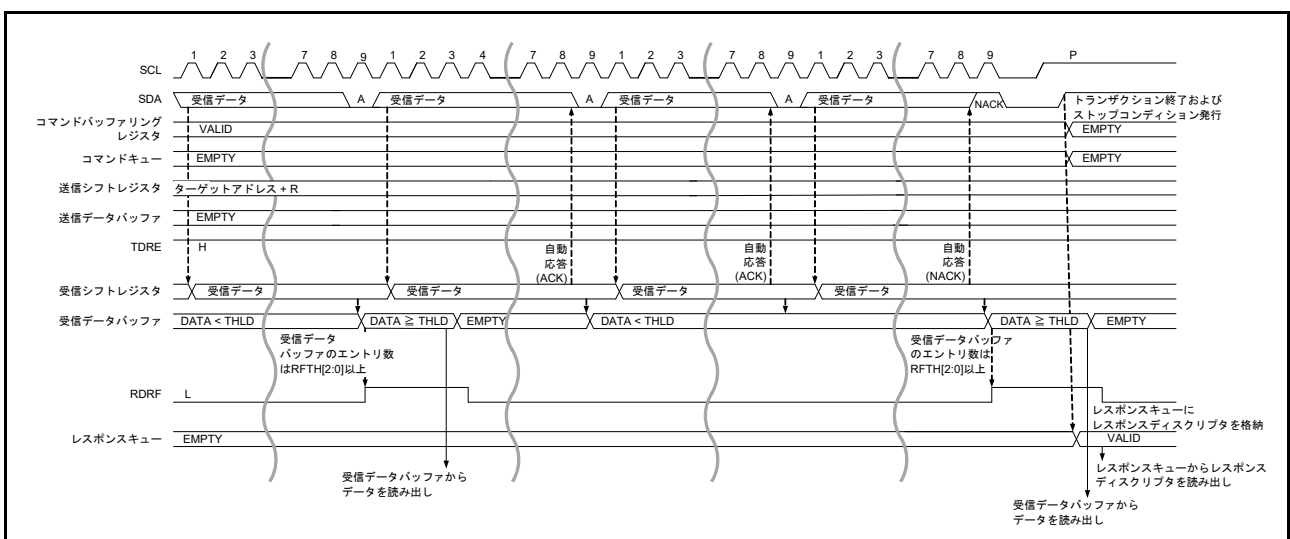 1 2 3 7 8 9 1 2 3 4 7 8 9 1 2 3 7 8 9 1 2 3 7 8 9 P
SCL
SDA 受信データ A 受信データ A 受信データ A 受信データ NACK トランザクション終了および
ストップコンディション発行
コマンドバッファリング
レジスタ VALID EMPTY
コマンドキュー EMPTY EMPTY
送信シフトレジスタ ターゲットアドレス + R
送信データバッファ EMPTY
TDRE H
自動
応答
(ACK)
自動
応答
(ACK)
自動
応答
(NACK)
受信シフトレジスタ 受信データ 受信データ 受信データ 受信データ
受信データバッファ DATA < THLD DATA ≧ THLD EMPTY DATA < THLD DATA ≧ THLD EMPTY
受信データ
バッファのエントリ数
はRFTH[2:0]以上
受信データバッファ
のエントリ数は
RFTH[2:0]以上
RDRF L
レスポンスキューに
レスポンスディスクリプタを格納
レスポンスキュー EMPTY VALID
受信データバッファから
データを読み出し
レスポンスキューからレスポンス
ディスクリプタを読み出し
受信データバッファから
データを読み出し